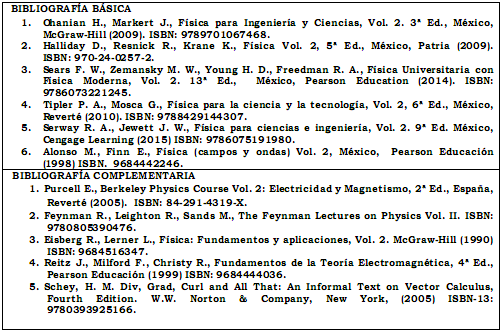 BIBLIOGRAFÍA BÁSICA
1. Ohanian H., Markert J., Física para Ingeniería y Ciencias, Vol. 2. 3ª Ed., México,
McGraw-Hill (2009). ISBN: 9789701067468.
2. Halliday D., Resnick R., Krane K., Física Vol. 2, 5ª Ed., México, Patria (2009).
ISBN: 970-24-0257-2.
3. Sears F. W., Zemansky M. W., Young H. D., Freedman R. A., Física Universitaria con
Física Moderna, Vol. 2. 13ª Ed., México, Pearson Education (2014). ISBN:
9786073221245.
4. Tipler P. A., Mosca G., Física para la ciencia y la tecnología, Vol. 2, 6ª Ed., México,
Reverté (2010). ISBN: 9788429144307.
5. Serway R. A., Jewett J. W., Física para ciencias e ingeniería, Vol. 2. 9ª Ed. México,
Cengage Learning (2015) ISBN: 9786075191980.
6. Alonso M., Finn E., Física (campos y ondas) Vol. 2, México, Pearson Educación
(1998) ISBN. 9684442246.
BIBLIOGRAFÍA COMPLEMENTARIA
1. Purcell E., Berkeley Physics Course Vol. 2: Electricidad y Magnetismo, 2ª Ed., España,
Reverté (2005). ISBN: 84-291-4319-X.
2. Feynman R., Leighton R., Sands M., The Feynman Lectures on Physics Vol. II. ISBN:
9780805390476.
3. Eisberg R., Lerner L., Física: Fundamentos y aplicaciones, Vol. 2. McGraw-Hill (1990)
ISBN: 9684516347.
4. Reitz J., Milford F., Christy R., Fundamentos de la Teoría Electromagnética, 4ª Ed.,
Pearson Educación (1999) ISBN: 9684444036.
5. Schey, H. M. Div, Grad, Curl and All That: An Informal Text on Vector Calculus,
Fourth Edition. W.W. Norton & Company, New York, (2005) ISBN-13:
9780393925166.